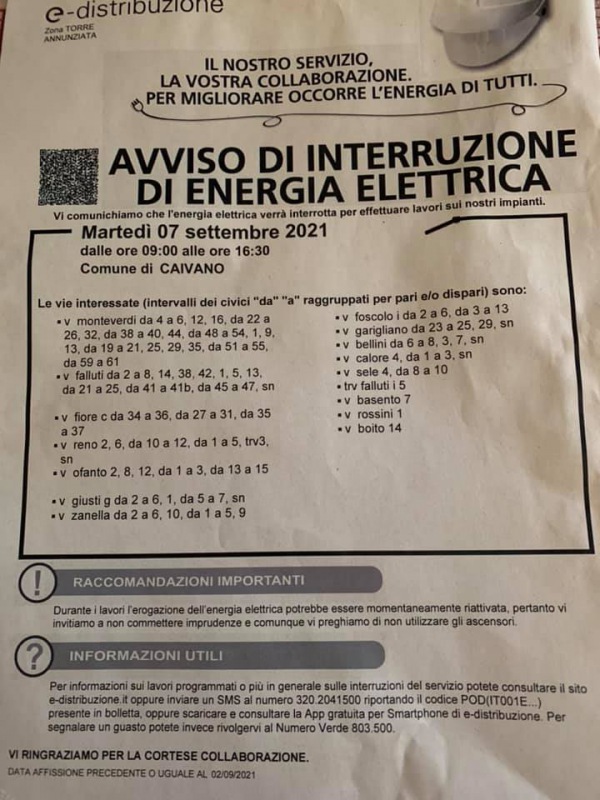 e-distribuzione
Zona TORRE
ANNUNZIATA
IL NOSTRO SERVIZIO,
LA VOSTRA COLLABORAZIONE.
PER MIGLIORARE OCCORRE L'ENERGIA DI TUTTI.
AVVISO DI INTERRUZIONE
DI ENERGIA ELETTRICA
Vi comunichiamo che l'energia elettrica verrà interrotta per effettuare lavori sui nostri impianti.
Martedì 07 settembre 2021
dalle ore 09:00 alle ore 16:30
Comune di CAIVANO
Le vie interessate (intervalli dei civici "da" "a" raggruppati per pari e/o dispari) sono:
▪ v monteverdi da 4 a 6, 12, 16, da 22 a
26, 32, da 38 a 40, 44, da 48 a 54, 1, 9,
13, da 19 a 21, 25, 29, 35, da 51 a 55,
da 59 a 61
▪ v falluti da 2 a 8, 14, 38, 42, 1, 5, 13,
da 21 a 25, da 41 a 41b, da 45 a 47, sn
▪ v fiore c da 34 a 36, da 27 a 31, da 35
a 37
▪ v reno 2, 6, da 10 a 12, da 1 a 5, trv3,
sn
▪ v ofanto 2, 8, 12, da 1 a 3, da 13 a 15
▪ v giusti g da 2 a 6, 1, da 5 a 7, sn
▪ v zanella da 2 a 6, 10, da 1 a 5, 9
▪ v foscolo i da 2 a 6, da 3 a 13
▪ v garigliano da 23 a 25, 29, sn
▪ v bellini da 6 a 8, 3, 7, sn
▪ v calore 4, da 1 a 3, sn
▪ v sele 4, da 8 a 10
▪ trv falluti i 5
▪ v basento 7
▪ v rossini 1
▪ v boito 14
! RACCOMANDAZIONI IMPORTANTI
Durante i lavori l'erogazione dell'energia elettrica potrebbe essere momentaneamente riattivata, pertanto vi
invitiamo a non commettere imprudenze e comunque vi preghiamo di non utilizzare gli ascensori.
? INFORMAZIONI UTILI
Per informazioni sui lavori programmati o più in generale sulle interruzioni del servizio potete consultare il sito
e-distribuzione.it oppure inviare un SMS al numero 320.2041500 riportando il codice POD(IT001E...)
presente in bolletta, oppure scaricare e consultare la App gratuita per Smartphone di e-distribuzione. Per
segnalare un guasto potete invece rivolgervi al Numero Verde 803.500.
VI RINGRAZIAMO PER LA CORTESE COLLABORAZIONE.
DATA AFFISSIONE PRECEDENTE O UGUALE AL 02/09/2021